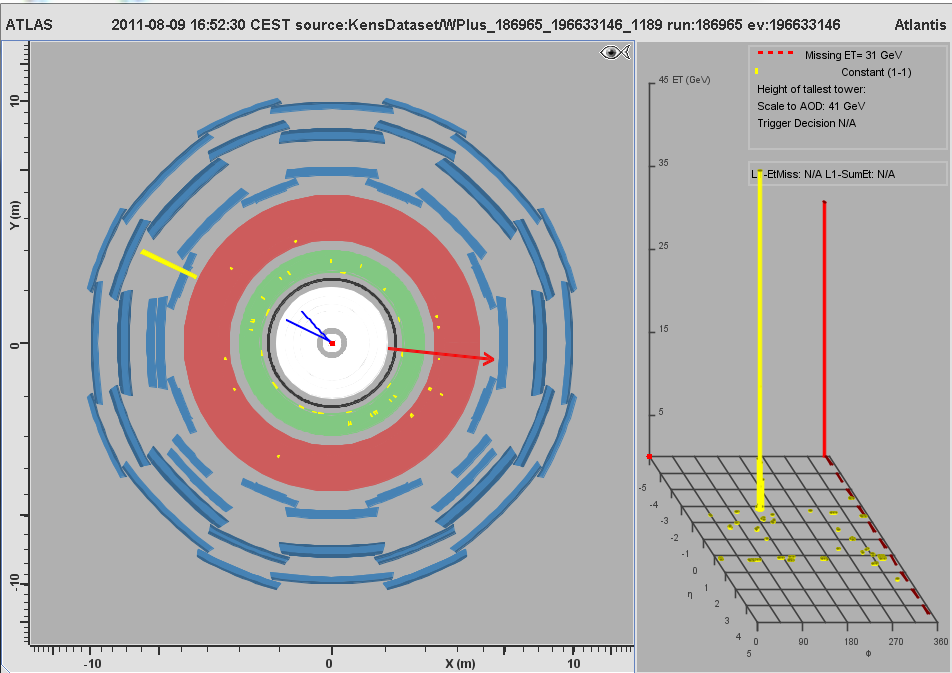 ATLAS 2011-08-09 16:52:30 CEST source:KensDataset/WPlus_186965_196633146_1189 run:186965 ev:196633146 Atlantis
Missing ET= 31 GeV
Constant (1-1)
Height of tallest tower:
Scale to AOD: 41 GeV
Trigger Decision N/A
L1-EtMiss: N/A L1-SumEt: N/A
45 ET (GeV)
35
25
15
5
-5
-4
-3
-2
-1
0
1
2
3
4
5
η
0 90 180 270 360
ϕ
Y (m)
10
0
-10
-10 0 X (m) 10